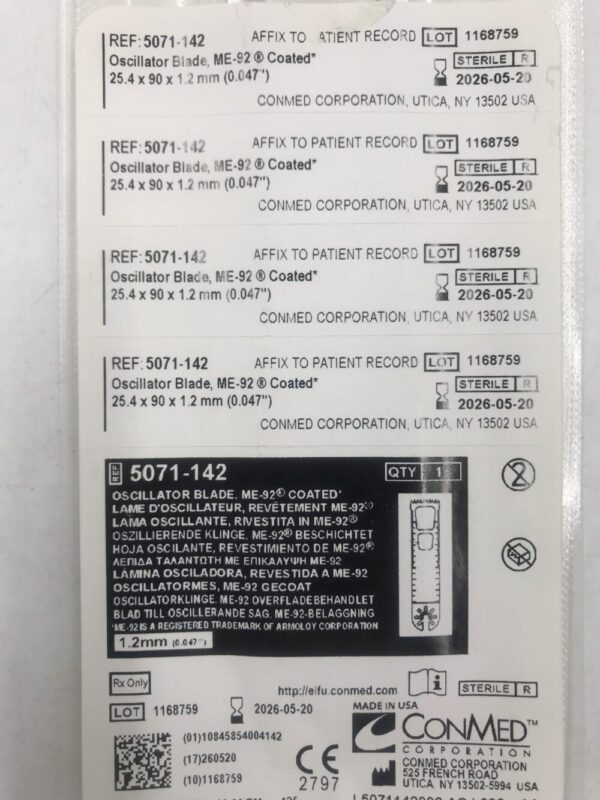 REF: 5071-142 AFFIX TO ATIENT RECORD LOT 1168759
Oscillator Blade, ME-92 ® Coated* STERILE R
25.4 x 90 x 1.2 mm (0.047") 2026-05-20
CONMED CORPORATION, UTICA, NY 13502 USA
REF: 5071-142 AFFIX TO PATIENT RECORD LOT 1168759
Oscillator Blade, ME-92 ® Coated* STERILE R
25.4 x 90 x 1.2 mm (0.047") 2026-05-20
CONMED CORPORATION, UTICA, NY 13502 USA
REF: 5071-142 AFFIX TO PATIENT RECORD LOT 1168759
Oscillator Blade, ME-92 ® Coated* STERILE R
25.4 x 90 x 1.2 mm (0.047") 2026-05-20
CONMED CORPORATION, UTICA, NY 13502 USA
REF: 5071-142 AFFIX TO PATIENT RECORD LOT 1168759
Oscillator Blade, ME-92 ® Coated* STERILE R
25.4 x 90 x 1.2 mm (0.047") 2026-05-20
CONMED CORPORATION, UTICA, NY 13502 USA
REF 5071-142 QTY 1
OSCILLATOR BLADE, ME-92® COATED*
LAME D'OSCILLATEUR, REVÊTEMENT ME-92®
LAMA OSCILLANTE, RIVESTITA IN ME-92®
OSZILLIERENDE KLINGE, ME-92® BESCHICHTET
HOJA OSCILANTE, REVESTIMIENTO DE ME-92®
ΛΕΠΙΔΑ ΤΑΛΑΝΤΩΤΗ ΜΕ ΕΠΙΚΑΛΥΨΗ ME-92
LÂMINA OSCILADORA, REVESTIDA A ME-92
OSCILLATORMES, ME-92 GECOAT
OSCILLATORKLINGE. ME-92 OVERFLADEBEHANDLET
BLAD TILL OSCILLERANDE SAG. ME-92-BELAGGNING
*ME-92 IS A REGISTERED TRADEMARK OF ARMOLOY CORPORATION
1.2mm (0.047")
2
Rx Only http://eifu.conmed.com i STERILE R
LOT 1168759 2026-05-20 MADE IN USA
(01)10845854004142
(17)260520
(10)1168759
CE
2797
CONMED™
CORPORATION
CONMED CORPORATION
525 FRENCH ROAD
UTICA, NY 13502-5994 USA